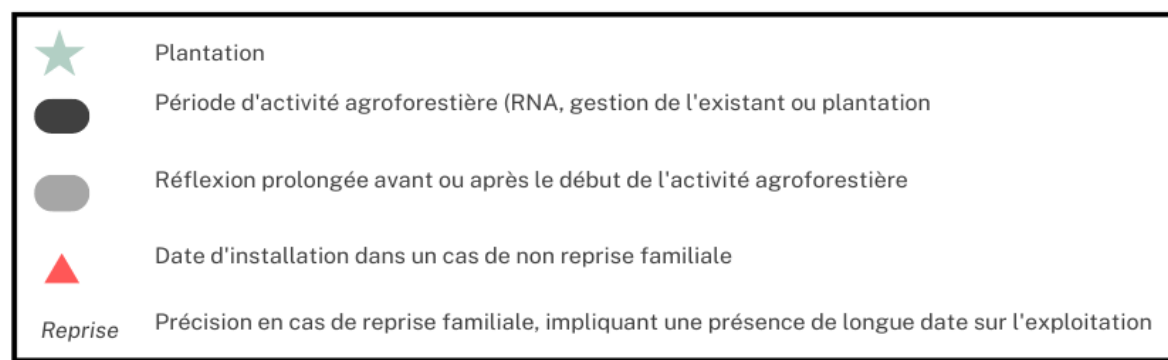 Plantation
Période d'activité agroforestière (RNA, gestion de l'existant ou plantation
Réflexion prolongée avant ou après le début de l'activité agroforestière
Date d'installation dans un cas de non reprise familiale
Reprise Précision en cas de reprise familiale, impliquant une présence de longue date sur l'exploitation